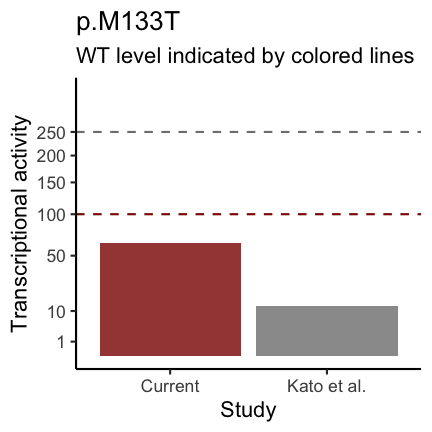 p.M133T
WT level indicated by colored lines
Transcriptional activity
250
200
150
100
50
10
1
Current
Kato et al.
Study